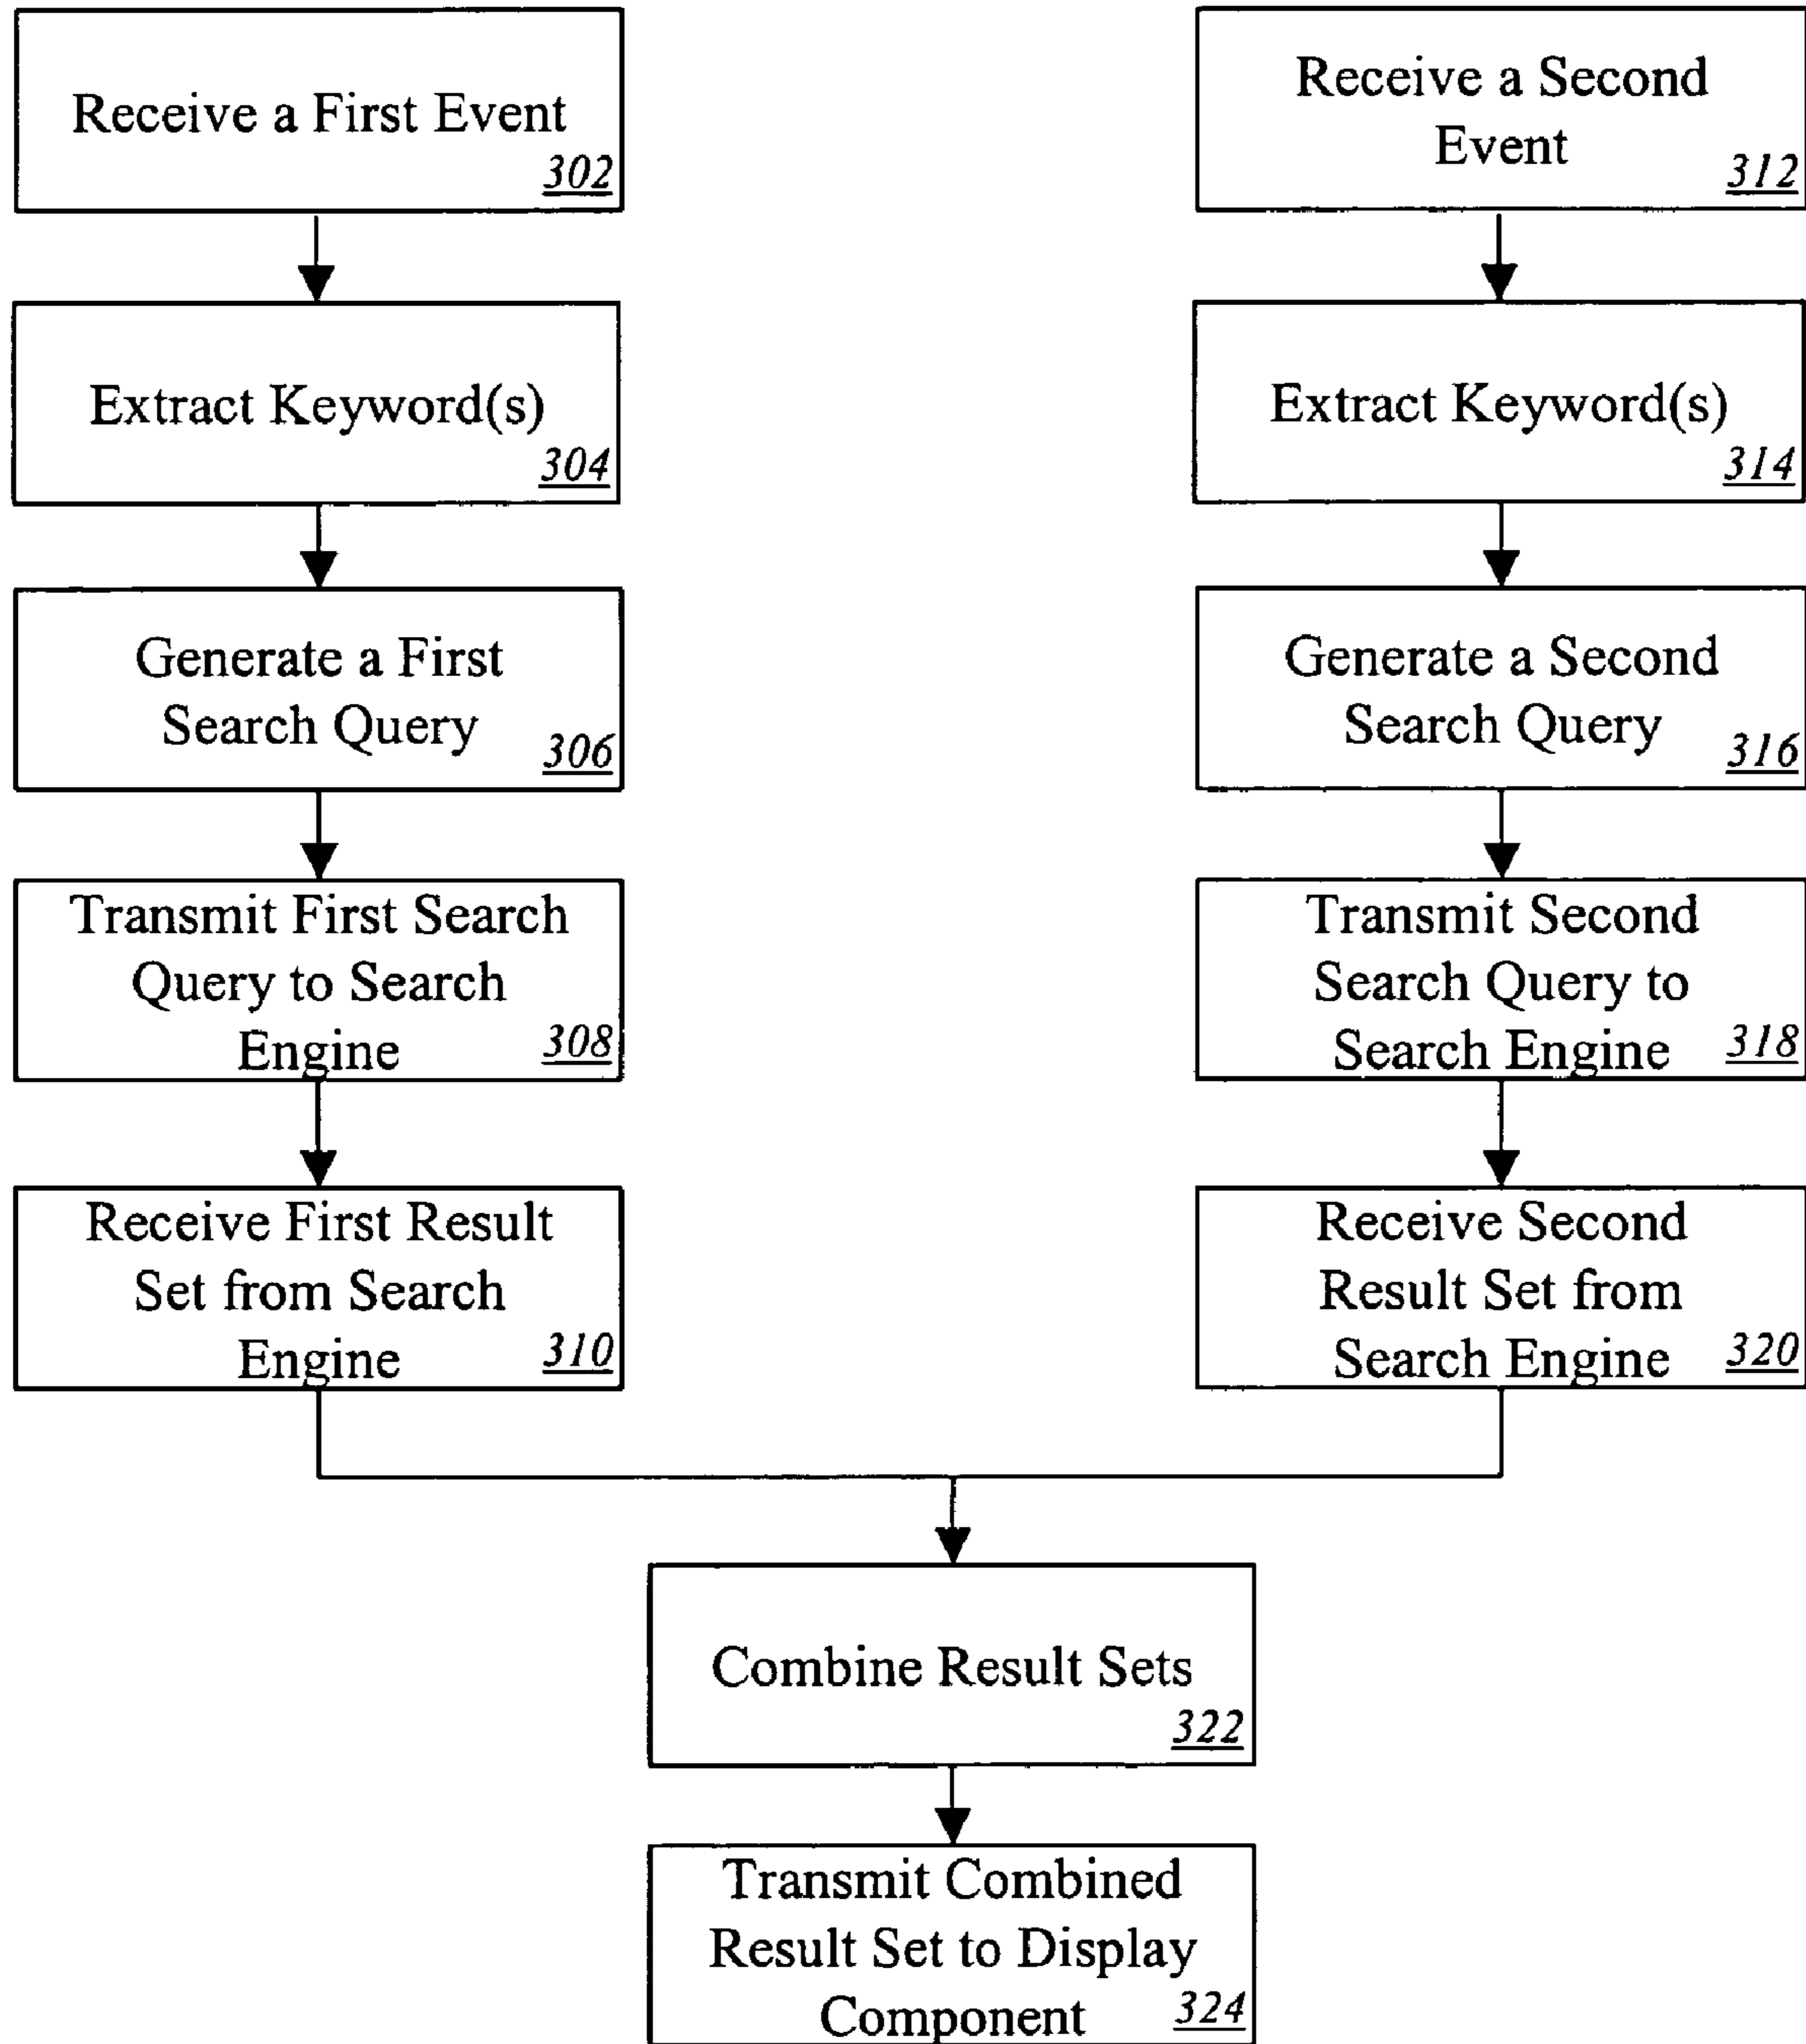 Receive a First Event
302
Extract Keyword(s)
304
Generate a First
Search Query
306
Transmit First Search
Query to Search
Engine
308
Receive First Result
Set from Search
Engine
310
Receive a Second
Event
312
Extract Keyword(s)
314
Generate a Second
Search Query
316
Transmit Second
Search Query to
Search Engine
318
Receive Second
Result Set from
Search Engine
320
Combine Result Sets
322
Transmit Combined
Result Set to Display
Component
324